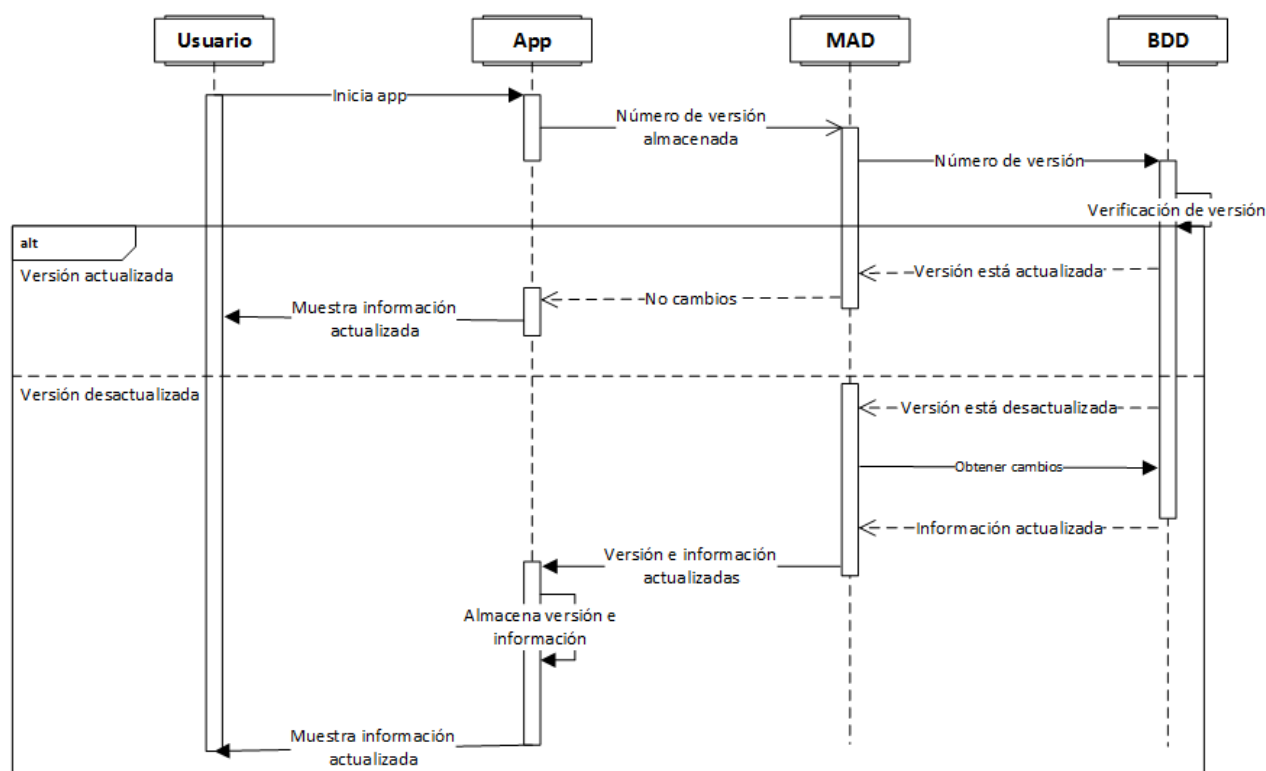 Usuario
App
MAD
BDD
Inicia app
Número de versión
almacenada
Número de versión
Verificación de versión
alt
Versión actualizada
Versión está actualizada
No cambios
Muestra información
actualizada
Versión desactualizada
Versión está desactualizada
Obtener cambios
Información actualizada
Versión e información
actualizadas
Almacena versión e
información
Muestra información
actualizada